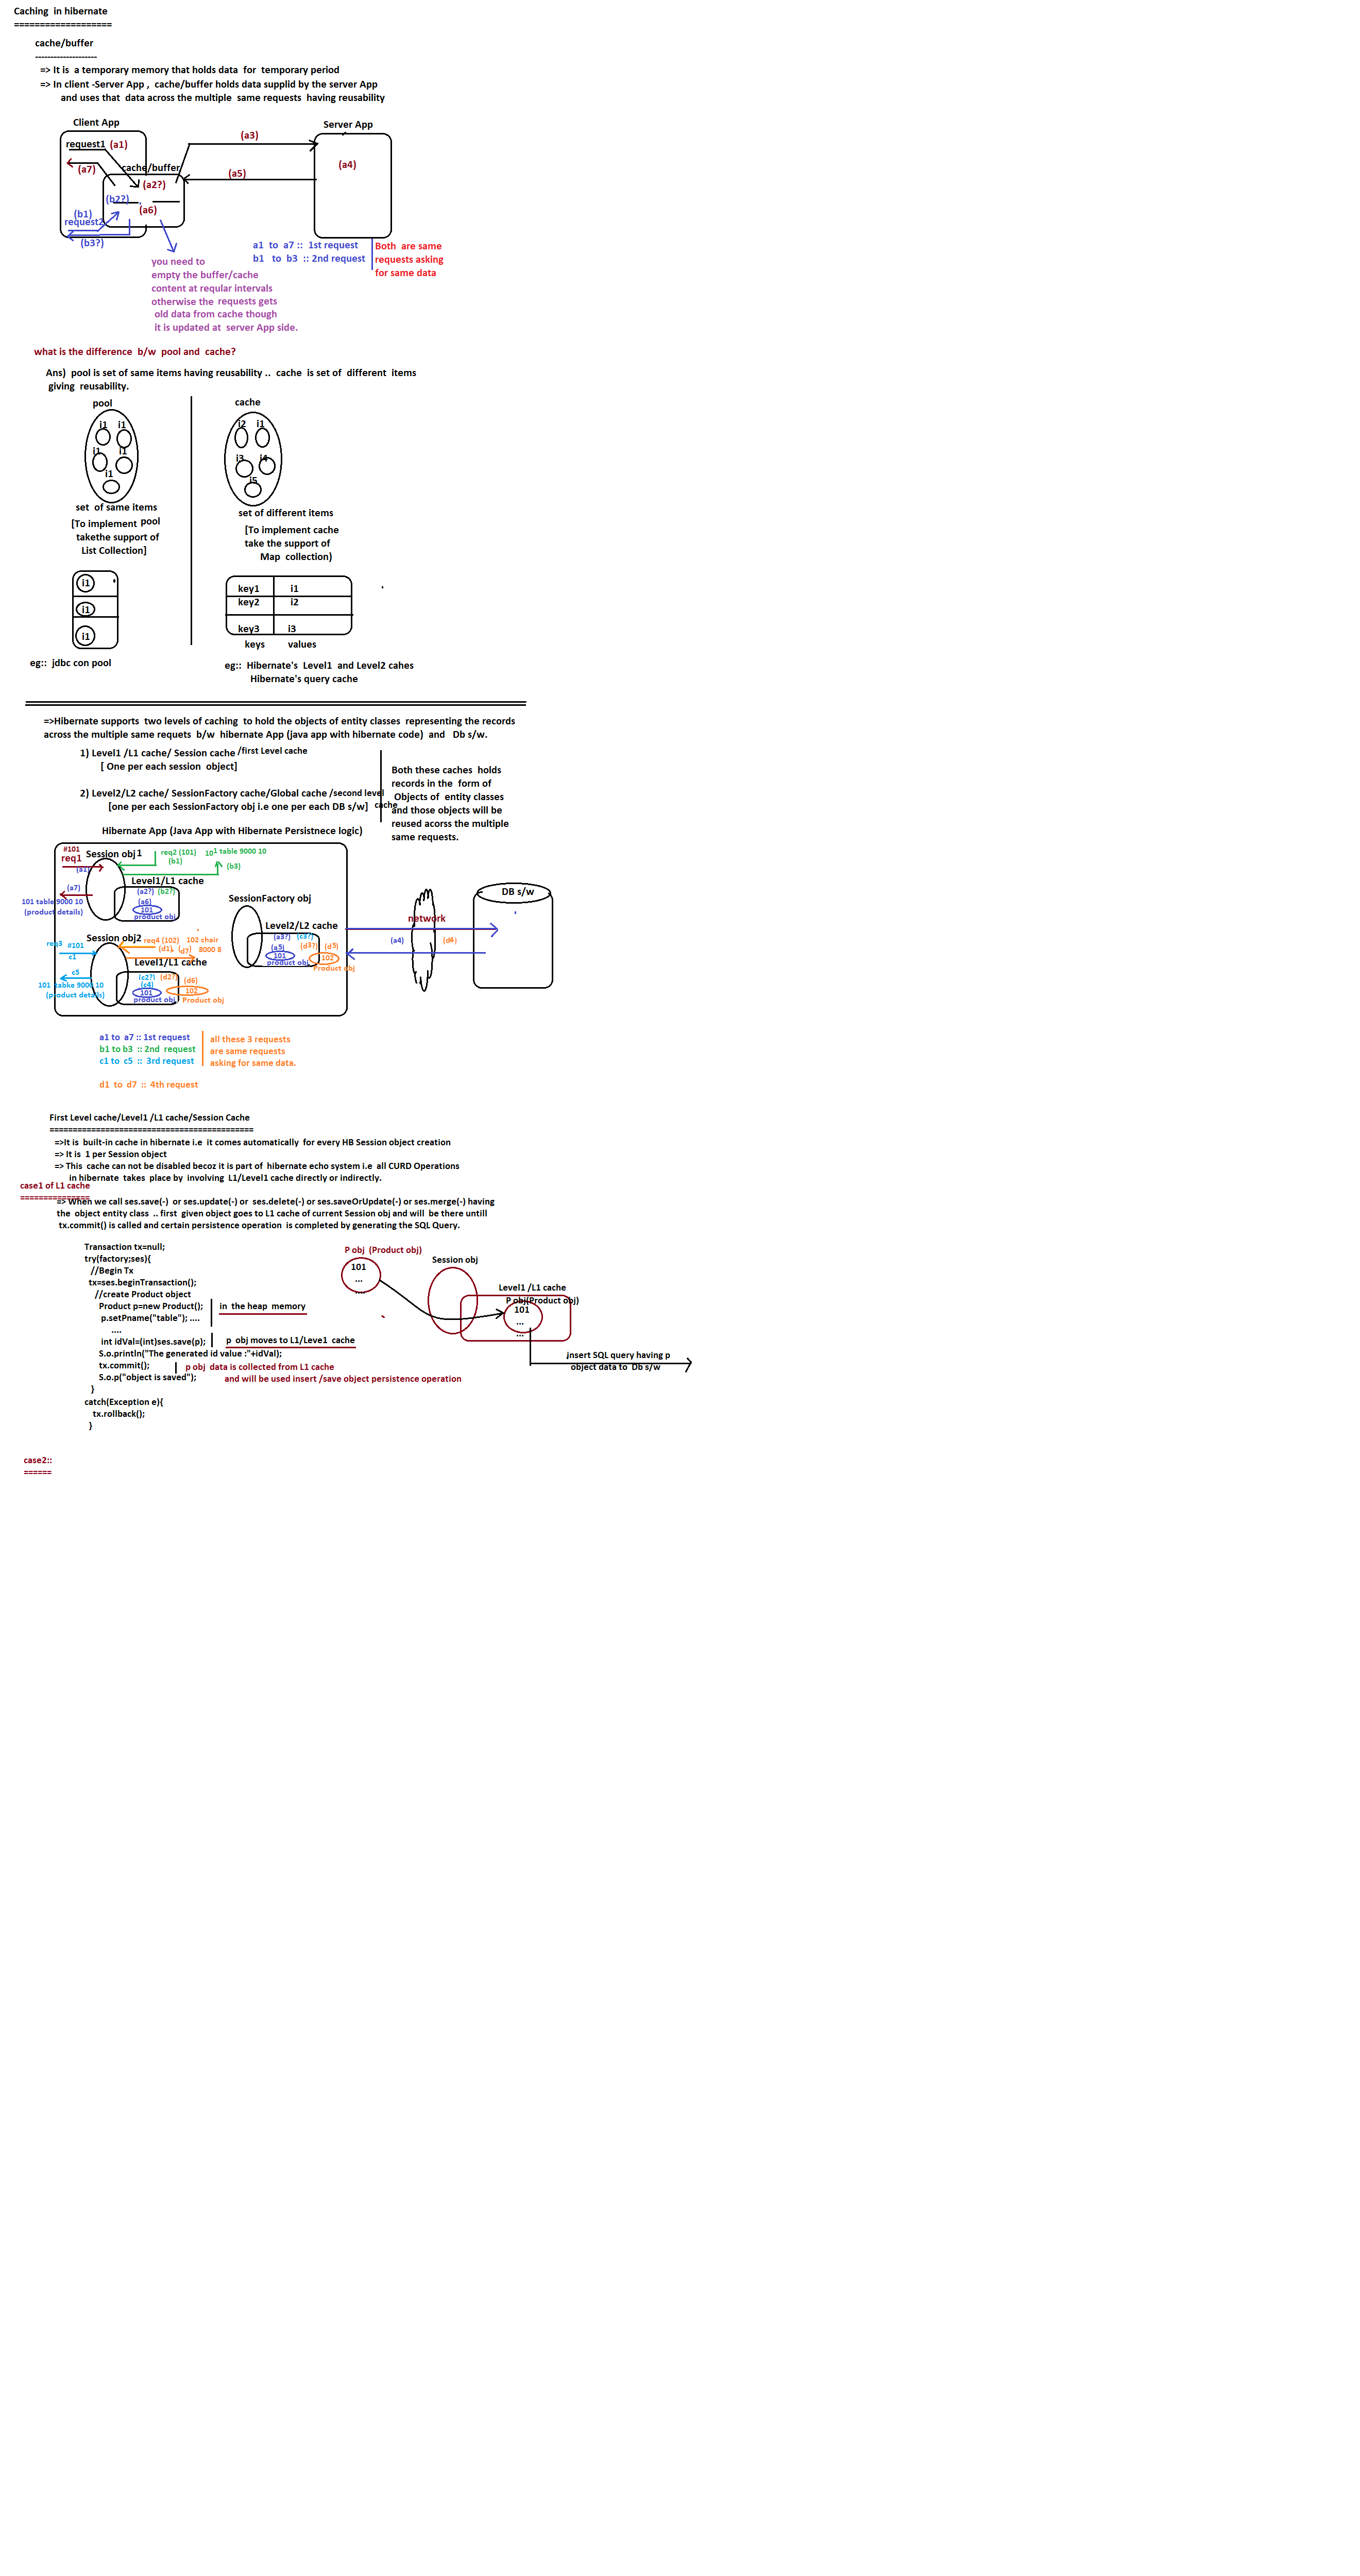 Caching  in hibernate
===================
cache/buffer
--------------------
=> It is  a temporary memory that holds data  for  temporary period
=> In client -Server App ,  cache/buffer holds data supplid by the server App
and uses that  data across the multiple  same requests  having reusability
Client App
Server App
request1 (a1)
(a3)
(a7)
cache/buffer
(a2?)
(a5)
(a4)
(b2?)
(a6)
(b1)
request2
(b3?)
a1  to  a7 ::  1st request
b1   to  b3  :: 2nd request
Both  are same
requests asking
for same data
you need to
empty the buffer/cache
content at reqular intervals
otherwise the  requests gets
old data from cache though
it is updated at  server App side.
what is the difference  b/w  pool and  cache?
Ans)  pool is set of same items having reusability ..  cache  is set of  different  items
giving  reusability.
pool
i1
i1
i1
i1
i1
set  of same items
[To implement  pool
takethe support of
List Collection]
i1
i1
i1
eg::  jdbc con pool
cache
i2
i1
i3
i4
i5
set of different items
[To implement cache
take the support of
Map  collection)
key1 i1
key2 i2
key3 i3
keys values
eg::  Hibernate's  Level1  and Level2 cahes
Hibernate's query cache
=>Hibernate supports  two levels of caching  to hold the objects of entity classes  representing the records
across the multiple same requets  b/w  hibernate App (java app with hibernate code)  and   Db s/w.
1) Level1 /L1 cache/ Session cache /first Level cache
[ One per each session  object]
2) Level2/L2 cache/ SessionFactory cache/Global cache /second level
cache
[one per each SessionFactory obj i.e one per each DB s/w]
Both these caches  holds
records in the  form of
Objects of  entity classes
and those objects will be
reused acorss the multiple
same requests.
Hibernate App (Java App with Hibernate Persistnece logic)
#101
req1
(a1)
Session obj 1
req2 (101)
(b1)
101 table 9000 10
(b3)
Level1/L1 cache
(a2?) (b2?)
(a6)
101
product obj
(a7)
101 table 9000 10
(product details)
SessionFactory obj
Level2/L2 cache
(a3?) (c3?)
(a5) (d3?) (d5)
101 102
product obj
Product obj
network
(a4)
(d4)
DB s/w
Session obj2
req3 #101
c1
req4 (102)
(d1)
102 chair
8000 8
d7
Level1/L1 cache
(c2?) (d2?) (d6)
(c4)
101 102
product obj
Product obj
c5
101 tabke 9000 10
(product details)
a1 to  a7 :: 1st request
b1 to b3  :: 2nd  request
c1 to  c5  ::  3rd request
all these 3 requests
are same requests
asking for same data.
d1  to  d7  ::  4th request
First Level cache/Level1 /L1 cache/Session Cache
============================================
=>It is  built-in cache in hibernate i.e  it comes automatically  for every HB Session object creation
=> It is  1 per Session object
=> This  cache can not be disabled becoz it is part of  hibernate echo system i.e  all CURD Operations
in hibernate  takes  place by  involving  L1/Level1 cache directly or indirectly.
case1 of L1 cache
===============
=> When we call ses.save(-)  or ses.update(-) or  ses.delete(-) or ses.saveOrUpdate(-) or ses.merge(-) having
the  object entity class  .. first  given object goes to L1 cache of current Session obj and will  be there untill
tx.commit() is called and certain persistence operation  is completed by generating the SQL Query.
Transaction tx=null;
try(factory;ses){
//Begin Tx
tx=ses.beginTransaction();
//create Product object
Product p=new Product();
in  the heap  memory
p.setPname("table"); ....
....
int idVal=(int)ses.save(p);
p  obj moves to L1/Leve1  cache
S.o.println("The generated id value :"+idVal);
tx.commit();
p obj  data is collected from L1 cache
S.o.p("object is saved");
and will be used insert /save object persistence operation
}
catch(Exception e){
tx.rollback();
}
P obj  (Product obj)
101
...
....
Session obj
Level1 /L1 cache
P obj(Product obj)
101
...
...
insert SQL query having p
object data to  Db s/w
case2::
======